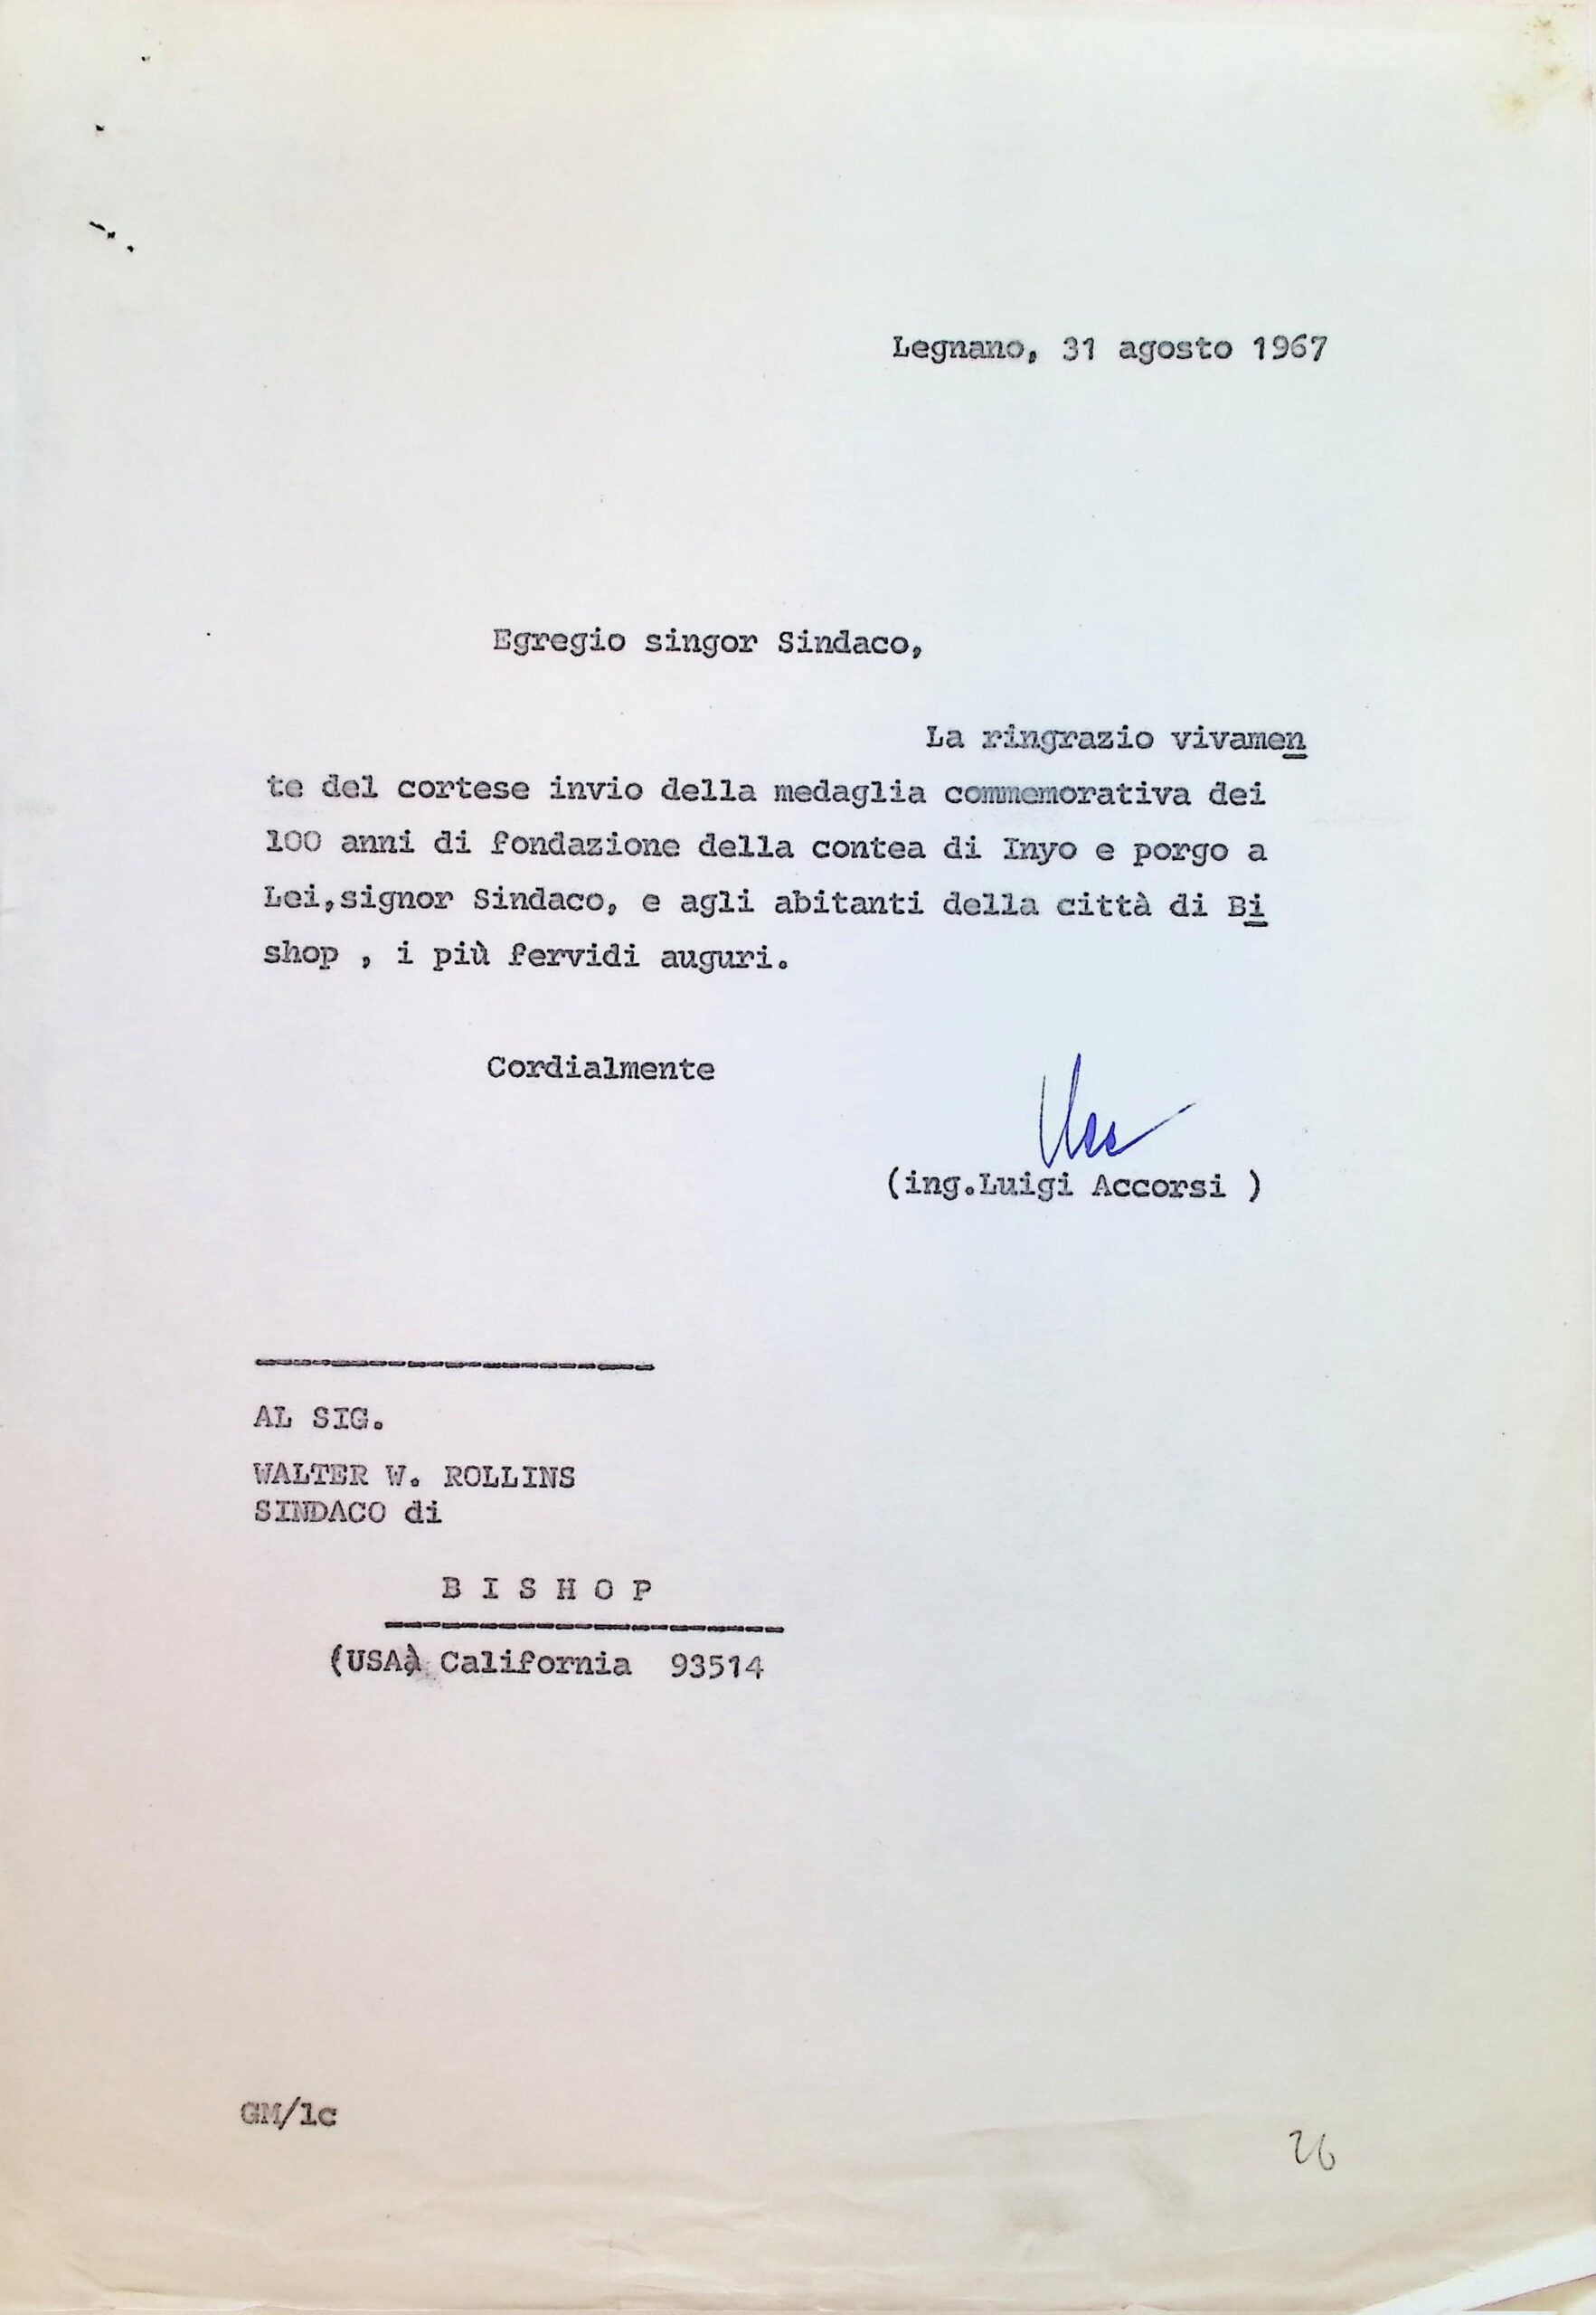 Legnano, 31 agosto 1967
Egregio singor Sindaco,
La ringrazio vivamen
te del cortese invio della medaglia commemorativa dei
100 anni di fondazione della contea di Inyo e porgo a
Lei,signor Sindaco, e agli abitanti della città di Bi
shop , i più fervidi auguri.
Cordialmente
(ing.Luigi Accorsi )
AL SIG.
WALTER W. ROLLINS
SINDACO di
B I S H O P
(USA) California 93514
GM/lc
26